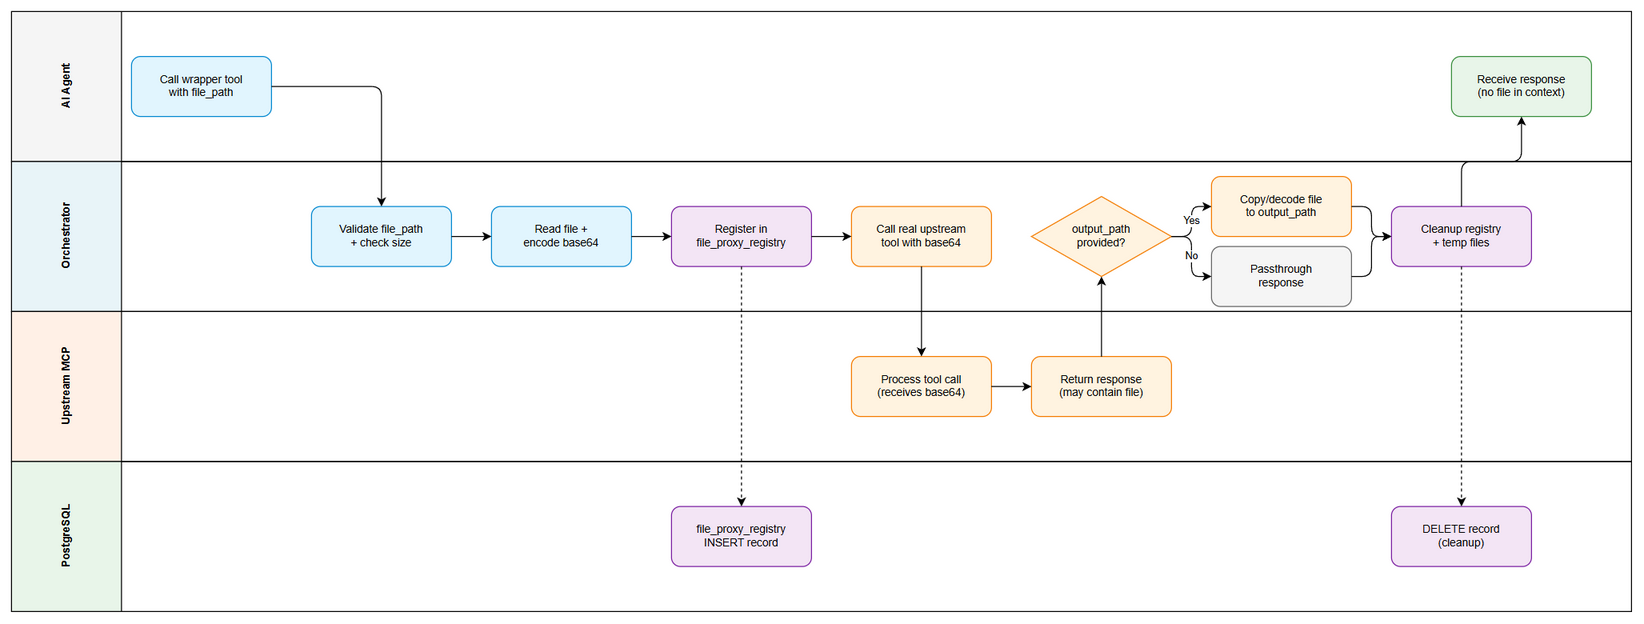 AI Agent
Call wrapper tool
with file_path
Receive response
(no file in context)
Orchestrator
Validate file_path
+ check size
Read file +
encode base64
Register in
file_proxy_registry
Call real upstream
tool with base64
output_path
provided?
Yes
No
Copy/decode file
to output_path
Passthrough
response
Cleanup registry
+ temp files
Upstream MCP
Process tool call
(receives base64)
Return response
(may contain file)
PostgreSQL
file_proxy_registry
INSERT record
DELETE record
(cleanup)